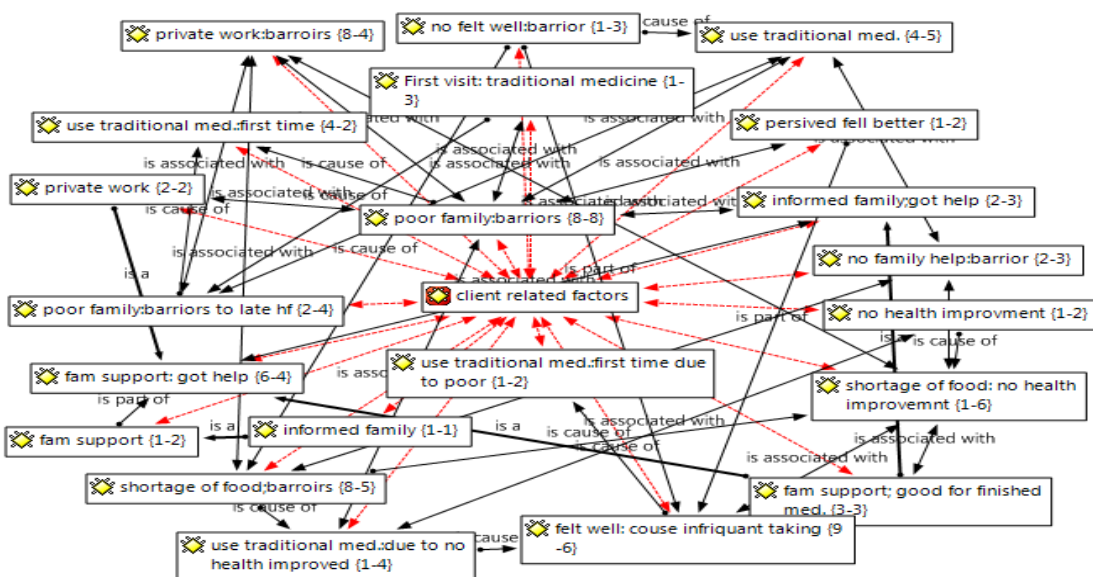 private work:barroirs {8-4}
no felt well:barrior {1-3}
cause of
use traditional med. {4-5}
First visit: traditional medicine {1-
3}
use traditional med.:first time {4-2}
associated with
is associated with
persived fell better {1-2}
is associated with
is cause of
is associated with
is associated with
associated with
private work {2-2}
is associated with
is cause of
poor family:barriors {8-8}
is associated with
informed family;got help {2-3}
is associated with
is cause of
is a
is part of
no family help:barrior {2-3}
associated with
client related factors
poor family:barriers to late hf {2-4}
is part of
no health improvment {1-2}
is cause of
use traditional med.:first time due
to poor {1-2}
fam support: got help {6-4}
shortage of food: no health
improvemnt {1-6}
is part of
fam support {1-2}
is a
informed family {1-1}
is a
is associated with
is cause of
is cause of
is associated with
is associated with
shortage of food;barroirs {8-5}
fam support; good for finished
med. {3-3}
is cause of
use traditional med.:due to no
health improved {1-4}
cause
felt well: couse infriquant taking {9
-6}